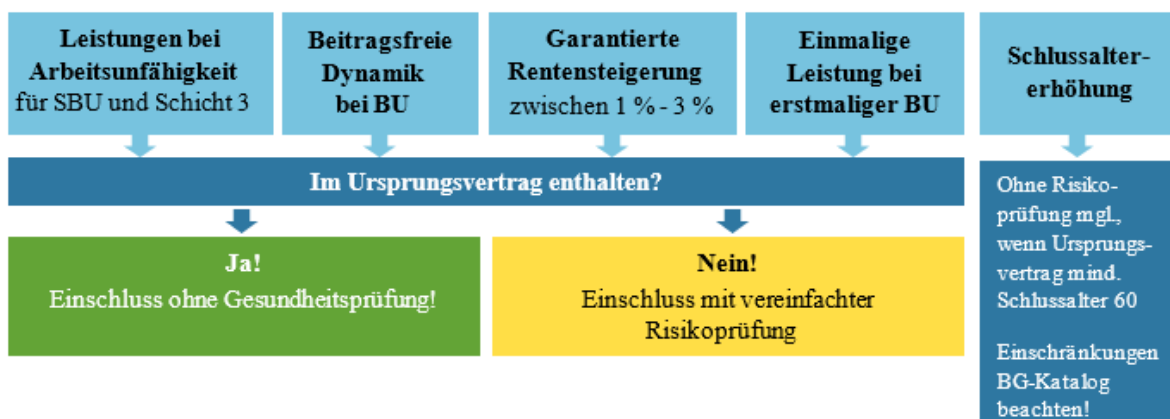 Leistungen bei
Arbeitsunfähigkeit
für SBU und Schicht 3
Beitragsfreie
Dynamik
bei BU
Garantierte
Rentensteigerung
zwischen 1 % - 3 %
Einmalige
Leistung bei
erstmaliger BU
Schlussalter-
erhöhung
Im Ursprungsvertrag enthalten?
Ja!
Einschluss ohne Gesundheitsprüfung!
Nein!
Einschluss mit vereinfachter
Risikoprüfung
Ohne Risiko-
prüfung mgl.,
wenn Ursprungs-
vertrag mind.
Schlussalter 60
Einschränkungen
BG-Katalog
beachten!